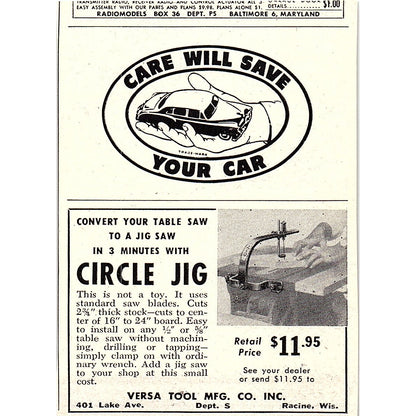 TRANSMITTER RADIO, RECEIVER RADIO AND CONTROL ACTUATOR ALL 3
EASY ASSEMBLY WITH OUR PARTS AND PLANS $9.98. PLANS ALONE $1.
DETAILS $1.00
RADIOMODELS BOX 36 DEPT. PS BALTIMORE 6, MARYLAND
CARE WILL SAVE
TRADE-MARK
YOUR CAR
CONVERT YOUR TABLE SAW
TO A JIG SAW
IN 3 MINUTES WITH
CIRCLE JIG
This is not a toy. It uses
standard saw blades. Cuts
2¾" thick stock—cuts to cen-
ter of 16" to 24" board. Easy
to install on any ½" or ⅝"
table saw without machin-
ing, drilling or tapping—
simply clamp on with ordi-
nary wrench. Add a jig saw
to your shop at this small
cost.
Retail
Price $11.95
See your dealer
or send $11.95 to
VERSA TOOL MFG. CO. INC.
401 Lake Ave. Dept. S Racine, Wis.